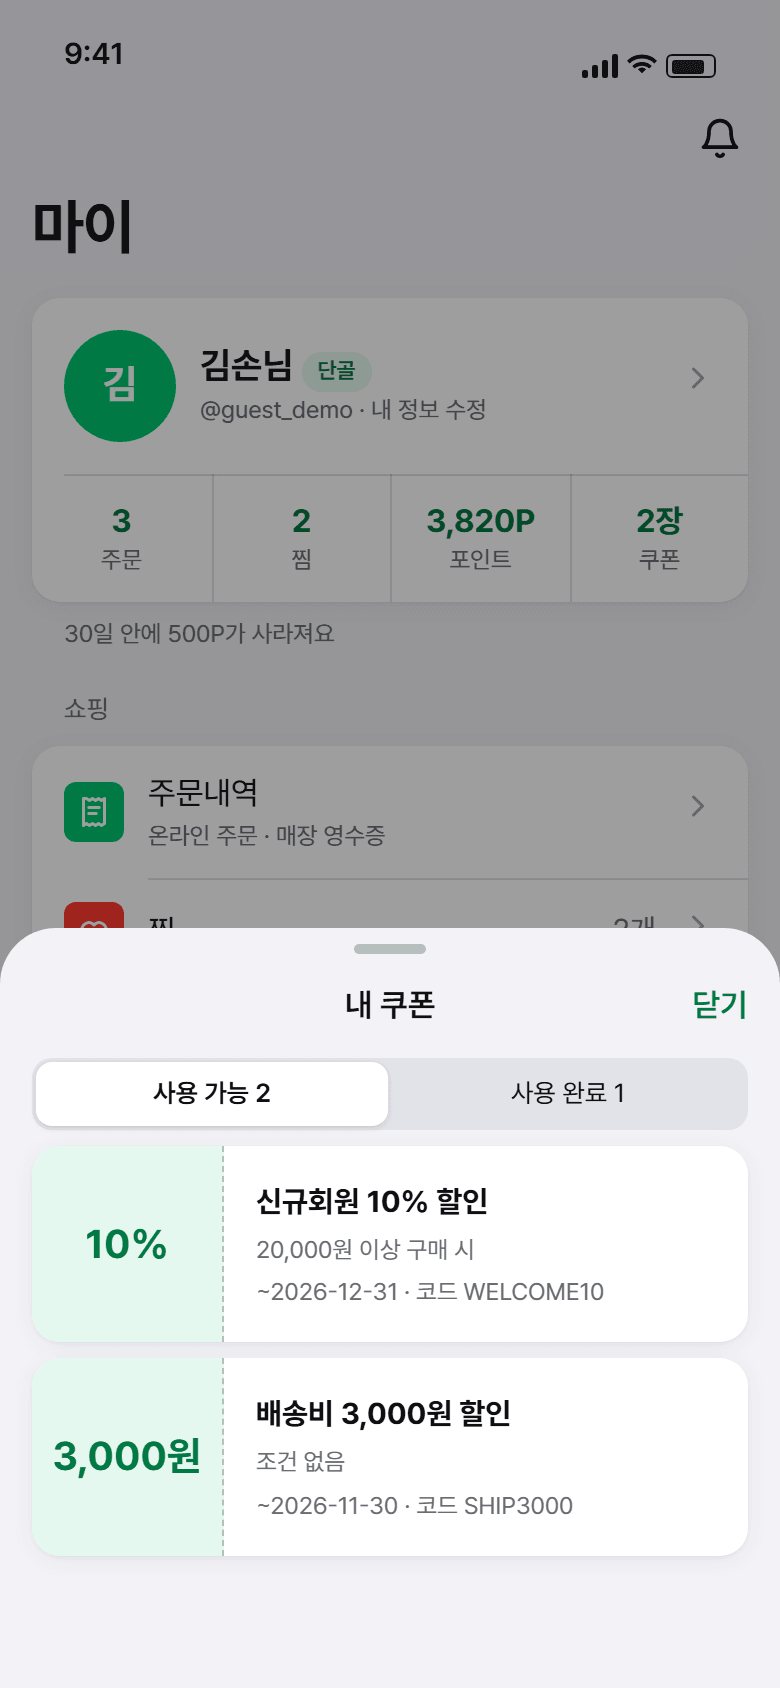 9:41
마이
김
김손님 단골
@guest_demo · 내 정보 수정
3
주문
2
찜
3,820P
포인트
2장
쿠폰
30일 안에 500P가 사라져요
쇼핑
주문내역
온라인 주문 · 매장 영수증
찜 2개
내 쿠폰
닫기
사용 가능 2
사용 완료 1
10%
신규회원 10% 할인
20,000원 이상 구매 시
~2026-12-31 · 코드 WELCOME10
3,000원
배송비 3,000원 할인
조건 없음
~2026-11-30 · 코드 SHIP3000